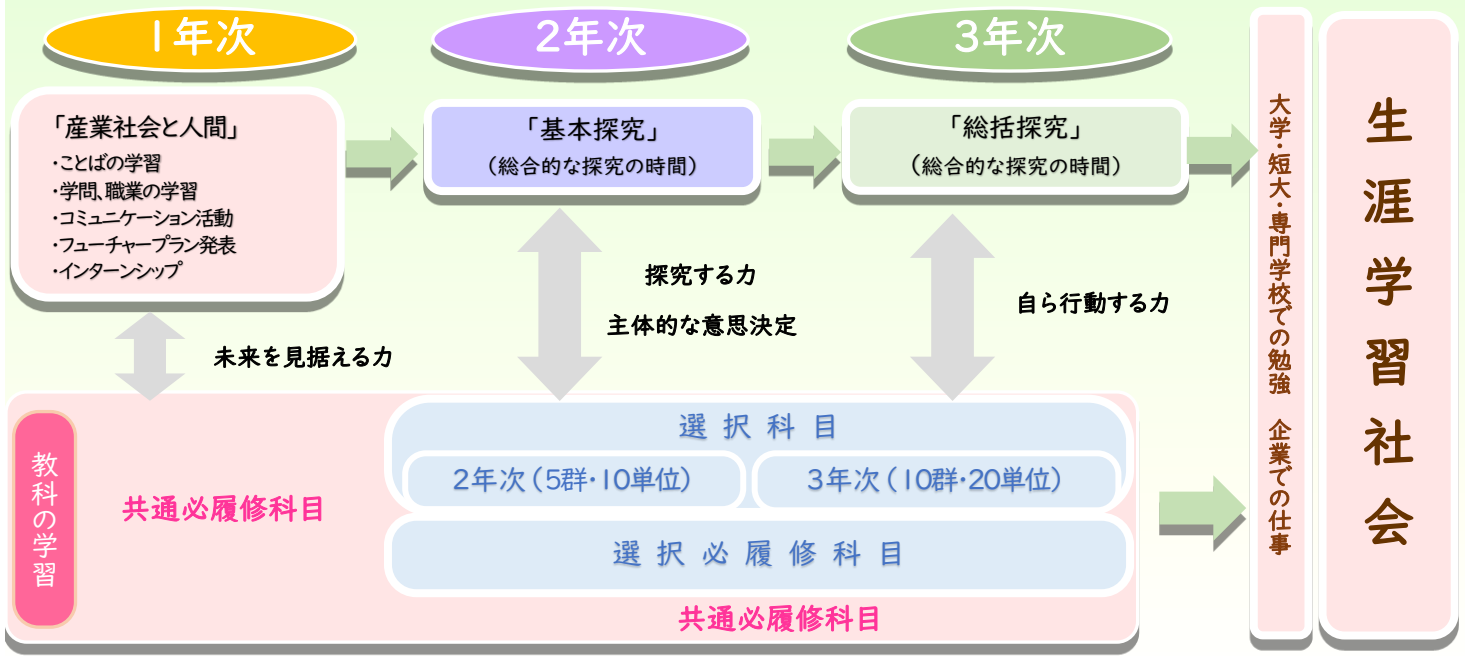 1年次
2年次
3年次
「産業社会と人間」
・ことばの学習
・学問、職業の学習
・コミュニケーション活動
・フューチャープラン発表
・インターンシップ
「基本探究」
(総合的な探究の時間)
「総括探究」
(総合的な探究の時間)
未来を見据える力
探究する力
主体的な意思決定
自ら行動する力
教科の学習
共通必履修科目
選択科目
2年次(5群・10単位)
3年次(10群・20単位)
選択必履修科目
共通必履修科目
大学・短大・専門学校での勉強 企業での仕事
生涯学習社会